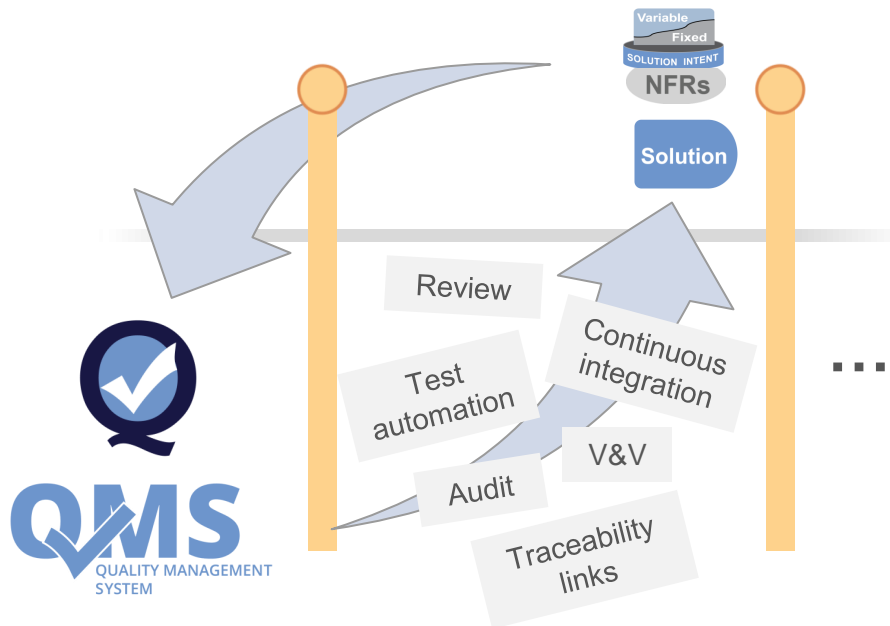 Variable
Fixed
SOLUTION INTENT
NFRs
Solution
Review
Continuous
integration
Test
automation
V&V
Audit
Traceability
links
...
Q
QMS
QUALITY MANAGEMENT
SYSTEM